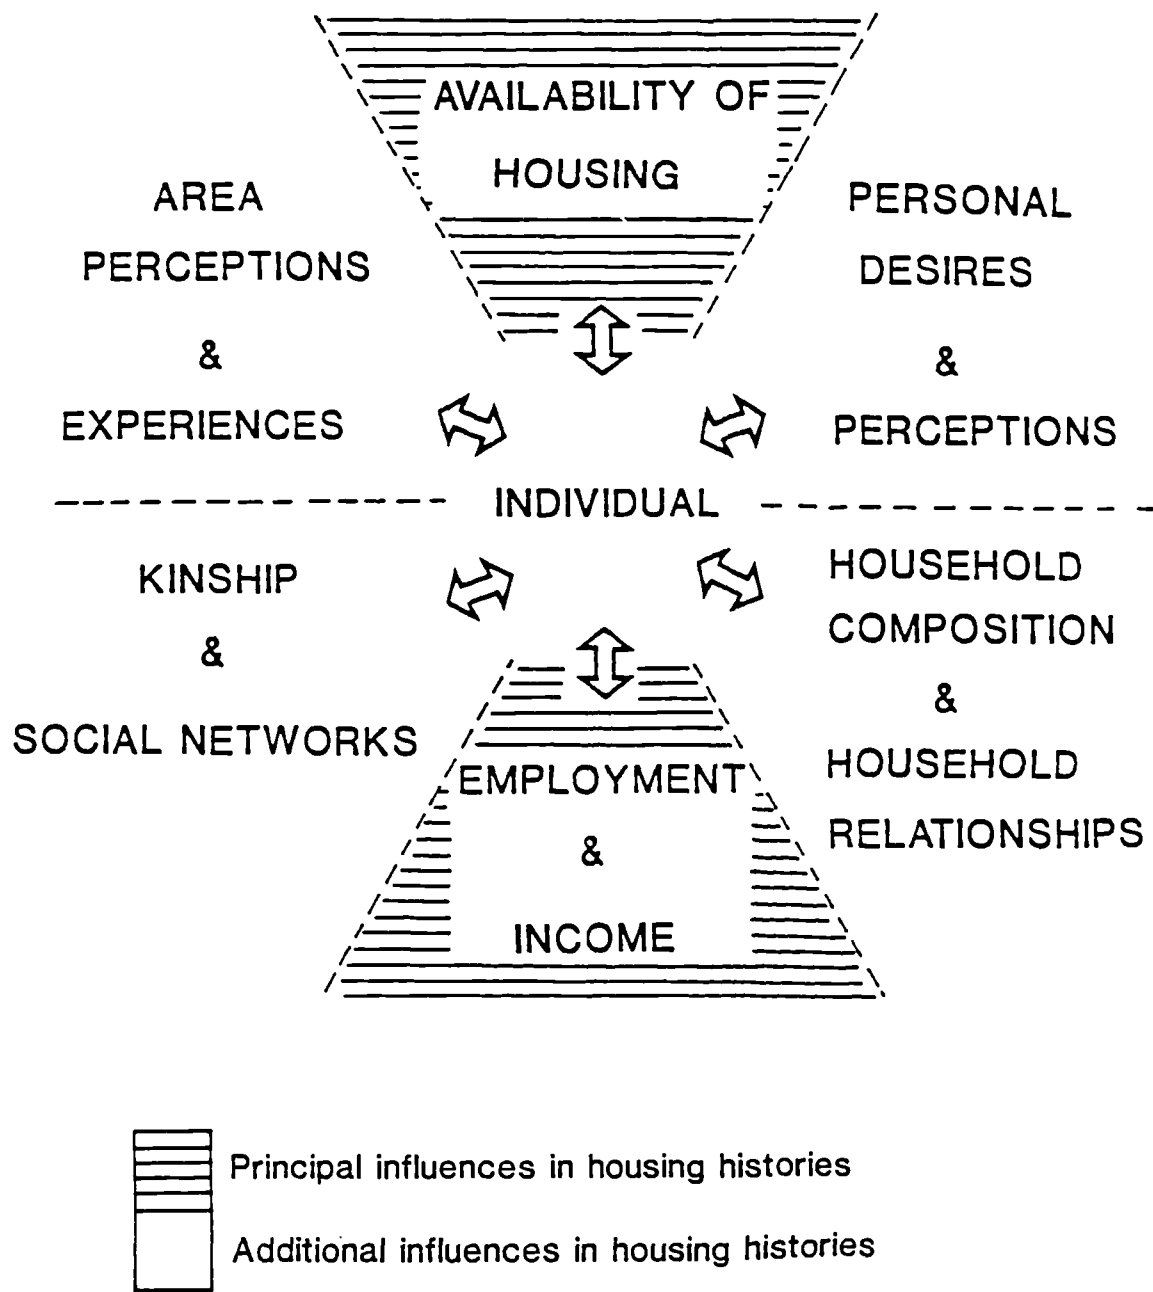 AVAILABILITY OF
HOUSING
AREA
PERCEPTIONS
&
EXPERIENCES
PERSONAL
DESIRES
&
PERCEPTIONS
INDIVIDUAL
KINSHIP
&
SOCIAL NETWORKS
HOUSEHOLD
COMPOSITION
&
HOUSEHOLD
RELATIONSHIPS
EMPLOYMENT
&
INCOME
Principal influences in housing histories
Additional influences in housing histories